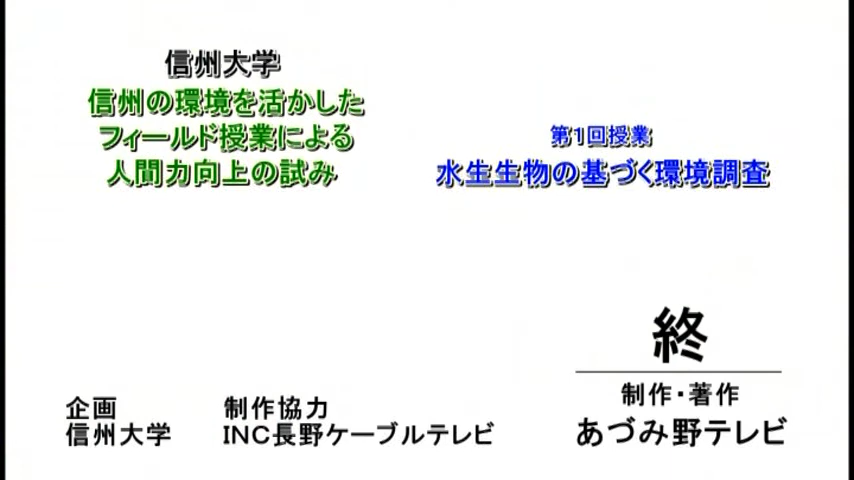 信州大学
信州の環境を活かした
フィールド授業による
人間力向上の試み
第1回授業
水生生物の基づく環境調査
終
制作・著作
あづみ野テレビ
企画
信州大学
制作協力
INC長野ケーブルテレビ